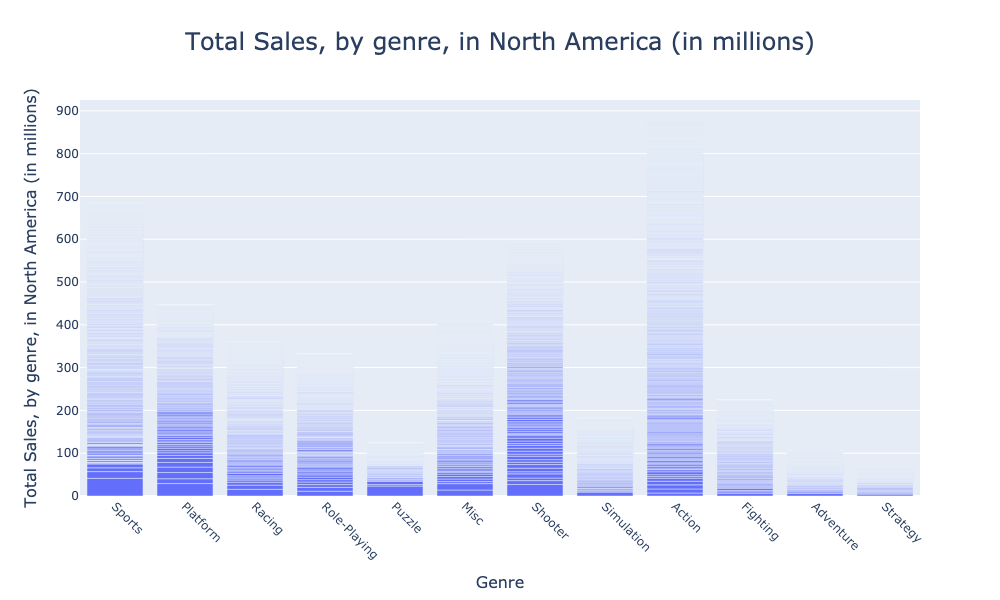 Total Sales, by genre, in North America (in millions)
Total Sales, by genre, in North America (in millions)
900
800
700
600
500
400
300
200
100
0
Sports
Platform
Racing
Role-Playing
Puzzle
Misc
Shooter
Simulation
Action
Fighting
Adventure
Strategy
Genre